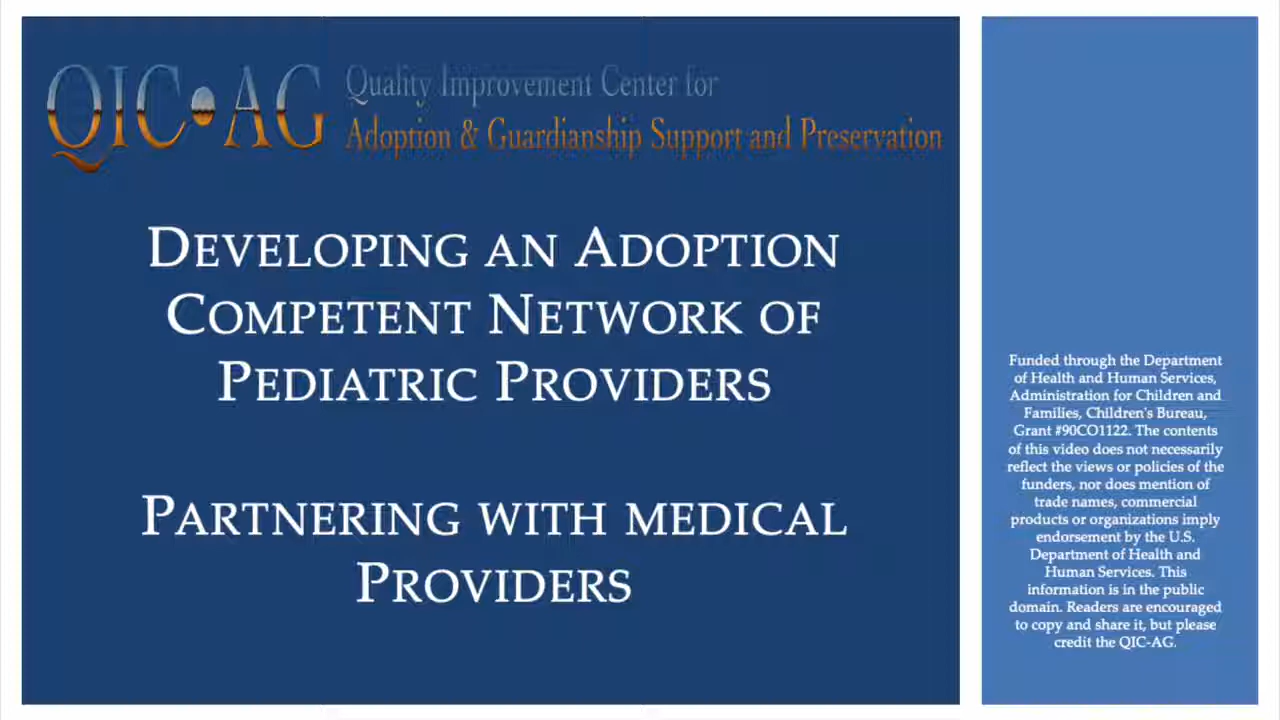 QIC•AG Quality Improvement Center for
Adoption & Guardianship Support and Preservation
Developing an Adoption
Competent Network of
Pediatric Providers
Partnering with medical
Providers
Funded through the Department
of Health and Human Services,
Administration for Children and
Families, Children's Bureau,
Grant #90CO1122. The contents
of this video does not necessarily
reflect the views or policies of the
funders, nor does mention of
trade names, commercial
products or organizations imply
endorsement by the U.S.
Department of Health and
Human Services. This
information is in the public
domain. Readers are encouraged
to copy and share it, but please
credit the QIC-AG.